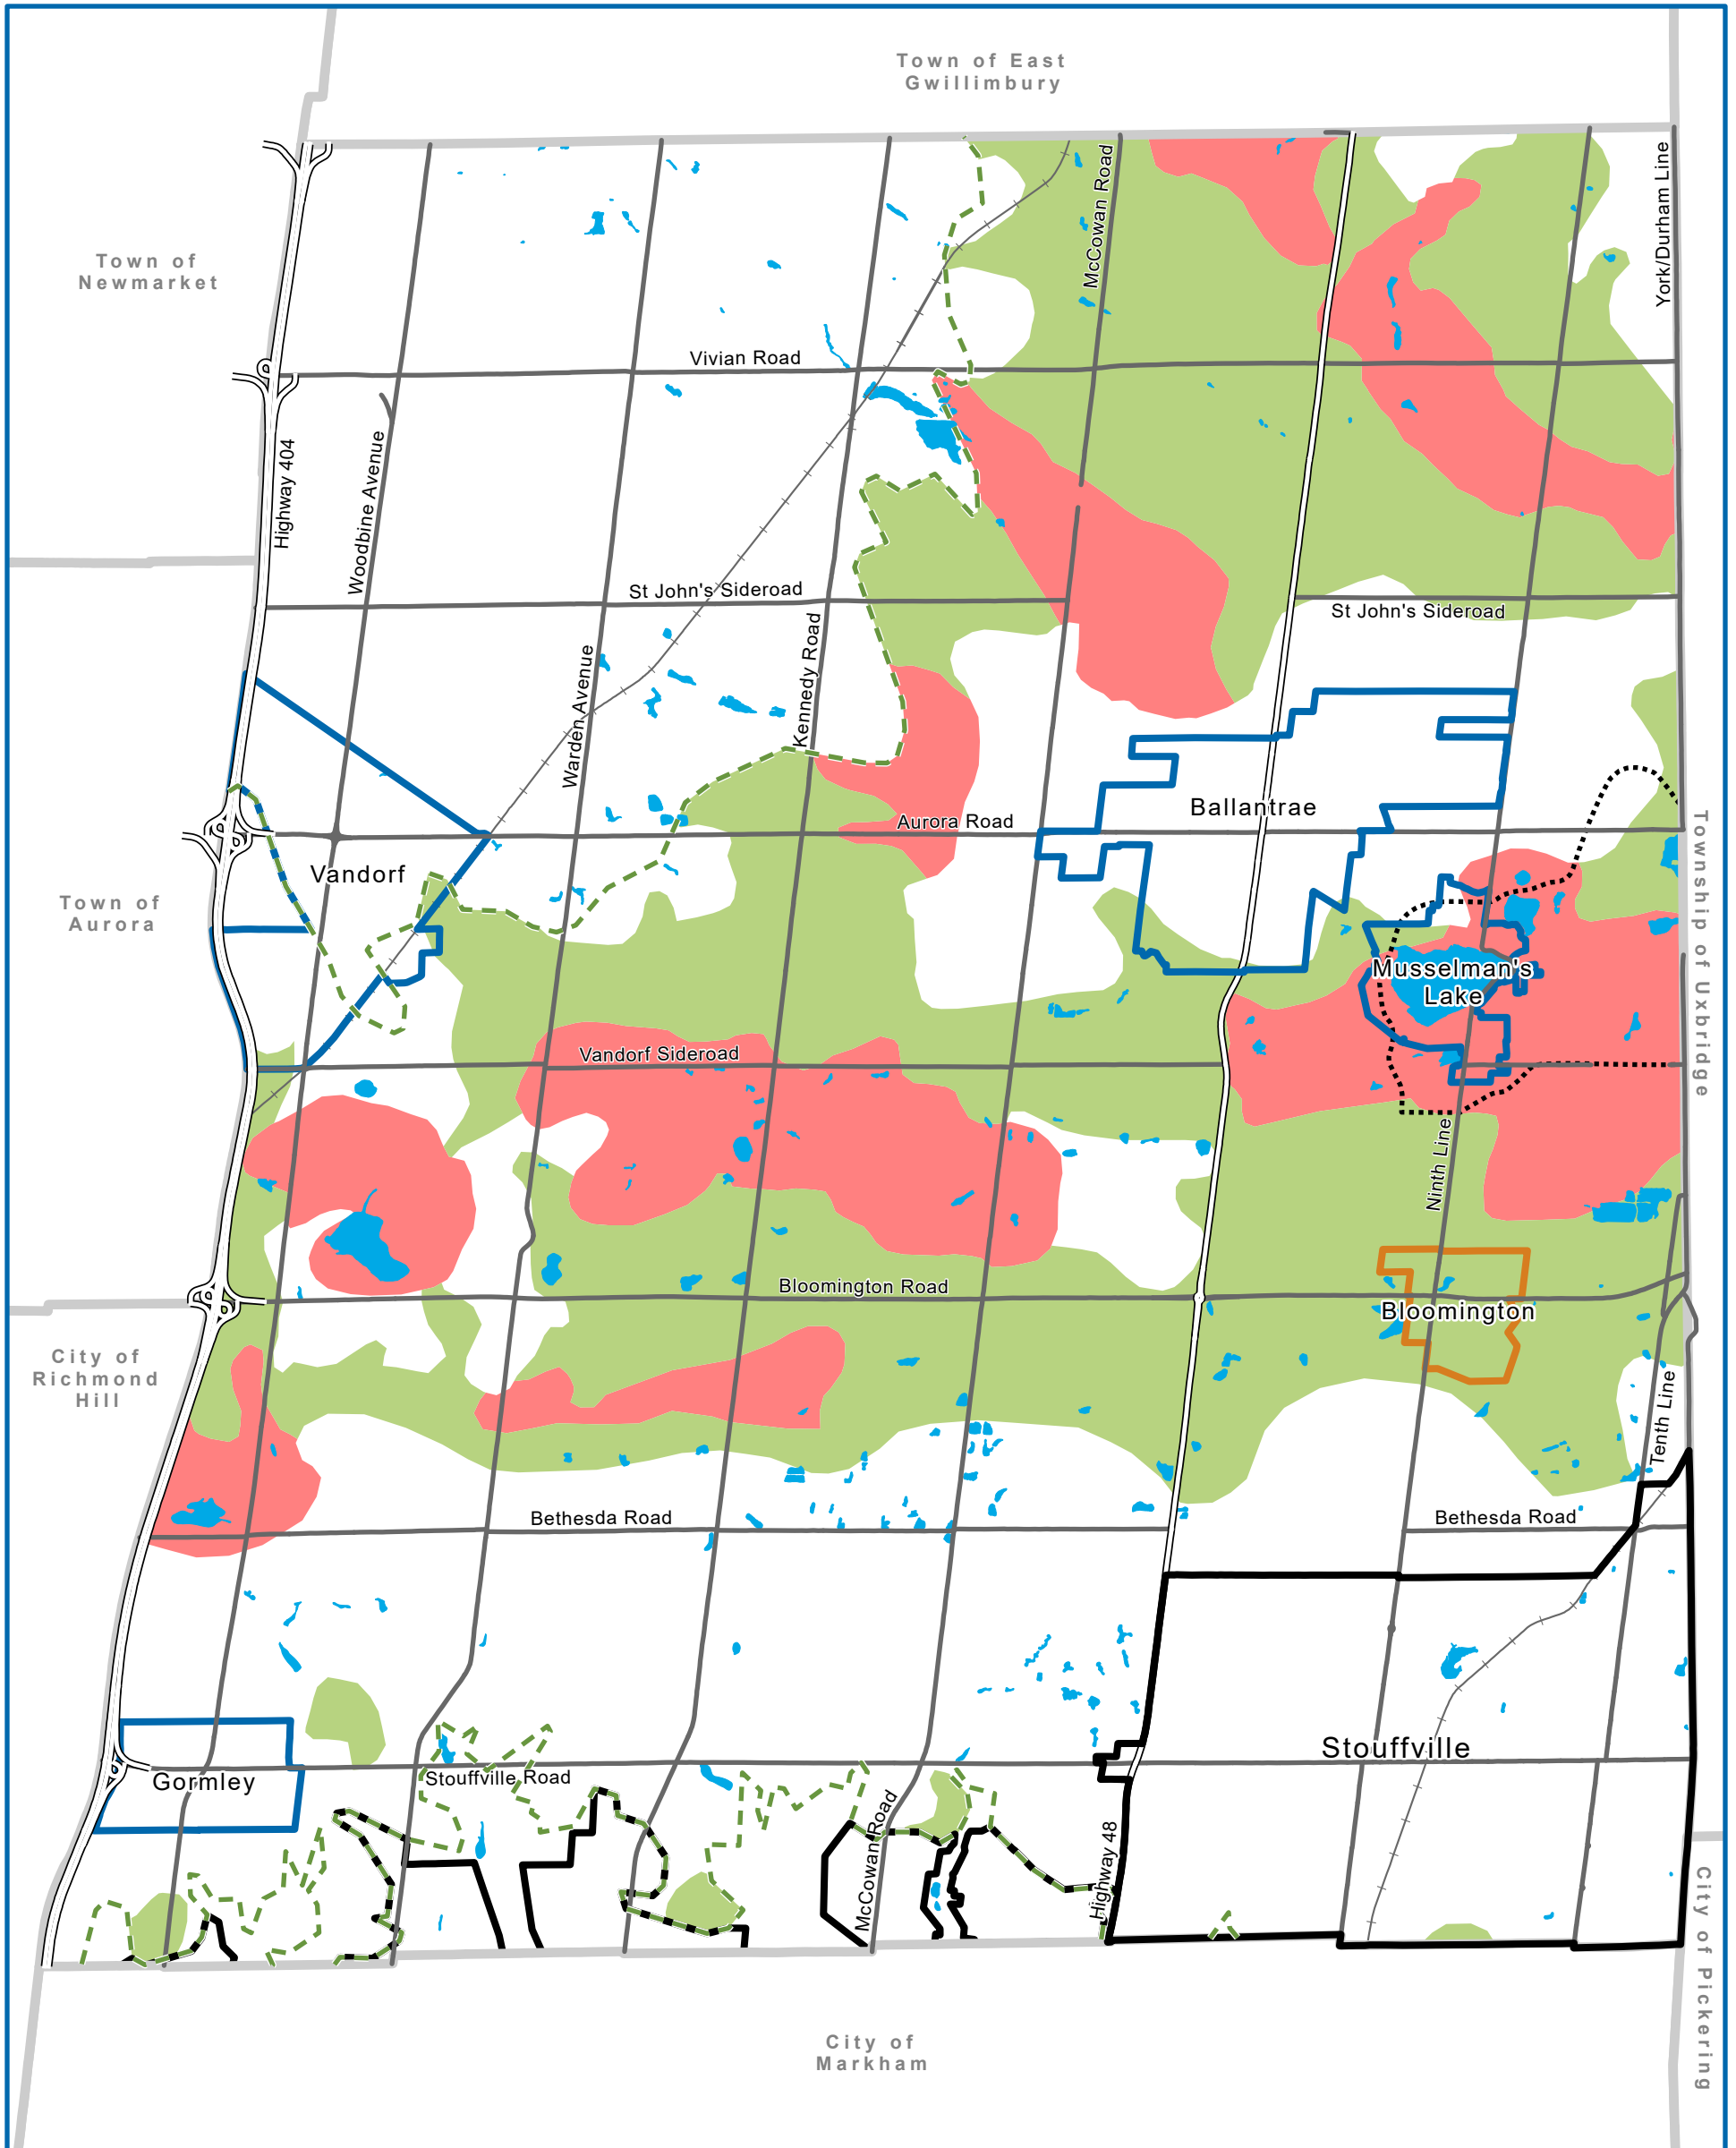 Town of East
Gwillimbury
York/Durham Line
McCowan Road
Town of
Newmarket
Vivian Road
Highway 404
Woodbine Avenue
St John's Sideroad
St John's Sideroad
Kennedy Road
Warden Avenue
Ballantrae
Aurora Road
Vandorf
Town of
Aurora
Township of Uxbridge
Musselman's
Lake
Vandorf Sideroad
Ninth Line
Bloomington Road
Bloomington
City of
Richmond
Hill
Tenth Line
Bethesda Road
Bethesda Road
Stouffville
Gormley
Stouffville Road
McCowan Road
Highway 48
City of Pickering
City of
Markham